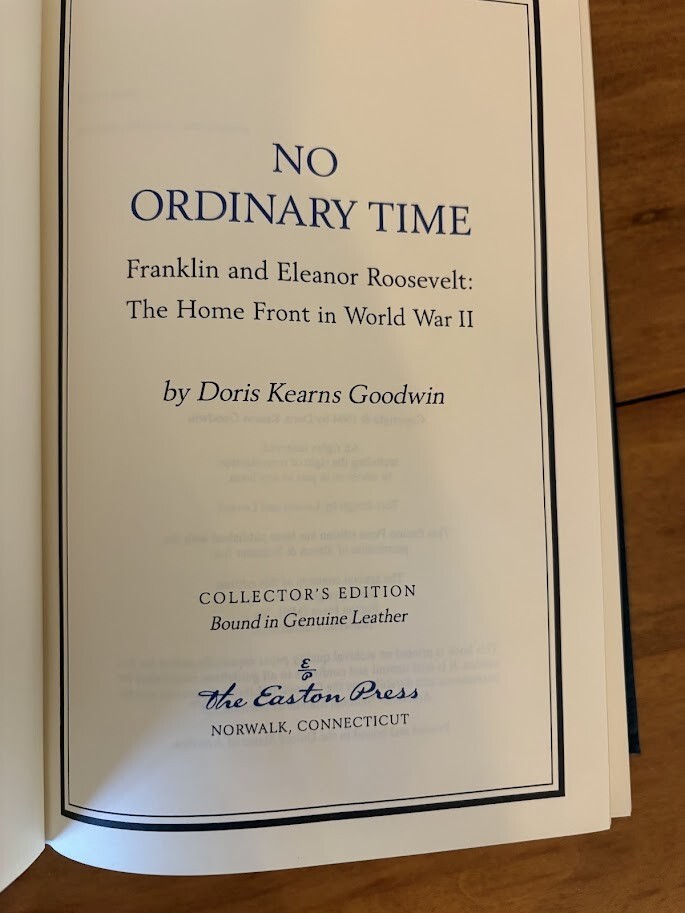 NO
ORDINARY TIME
Franklin and Eleanor Roosevelt:
The Home Front in World War II
by Doris Kearns Goodwin
COLLECTOR'S EDITION
Bound in Genuine Leather
The Easton Press
NORWALK, CONNECTICUT